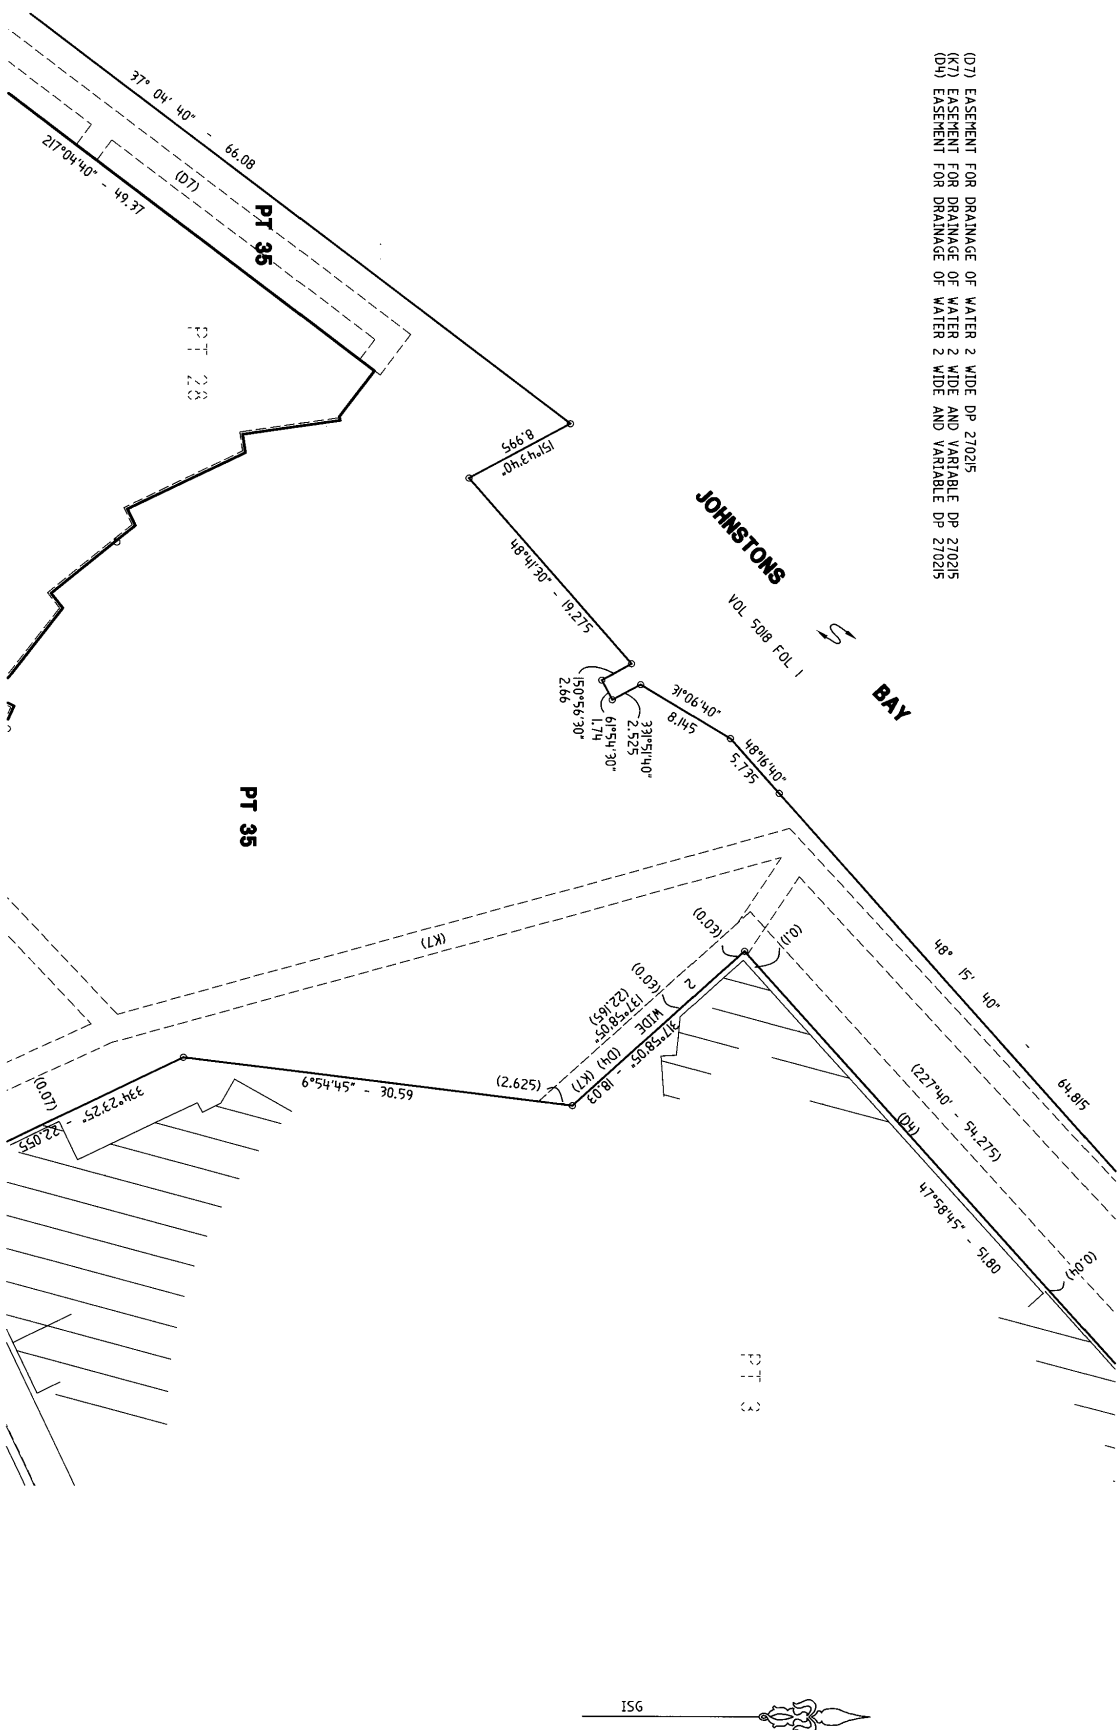 (D7) EASEMENT FOR DRAINAGE OF WATER 2 WIDE DP 270215
(K7) EASEMENT FOR DRAINAGE OF WATER 2 WIDE AND VARIABLE DP 270215
(D4) EASEMENT FOR DRAINAGE OF WATER 2 WIDE AND VARIABLE DP 270215
37° 04' 40" - 66.08
217°04'40" - 49.37
(D7)
PT 35
PT 28
151°43'40"
8.995
48°41'30" - 19.275
JOHNSTONS
BAY
VOL 5018 FOL 1
150°56'30"
2.66
61°54'30"
1.74
331°51'40"
2.525
31°06'40"
8.145
48°16'40"
5.735
PT 35
48° 15' 40"
64.815
(K7)
(0.03)
(0.1)
(0.03)
2 WIDE (D4) (K7)
137°58'05"
(22.165)
317°58'05" - 18.03
(2.625)
6°54'45" - 30.59
(0.07)
334°23'25" - 22.055
(227°40' - 54.275)
(D4)
47°58'45" - 51.80
(0.04)
PT 3
ISG